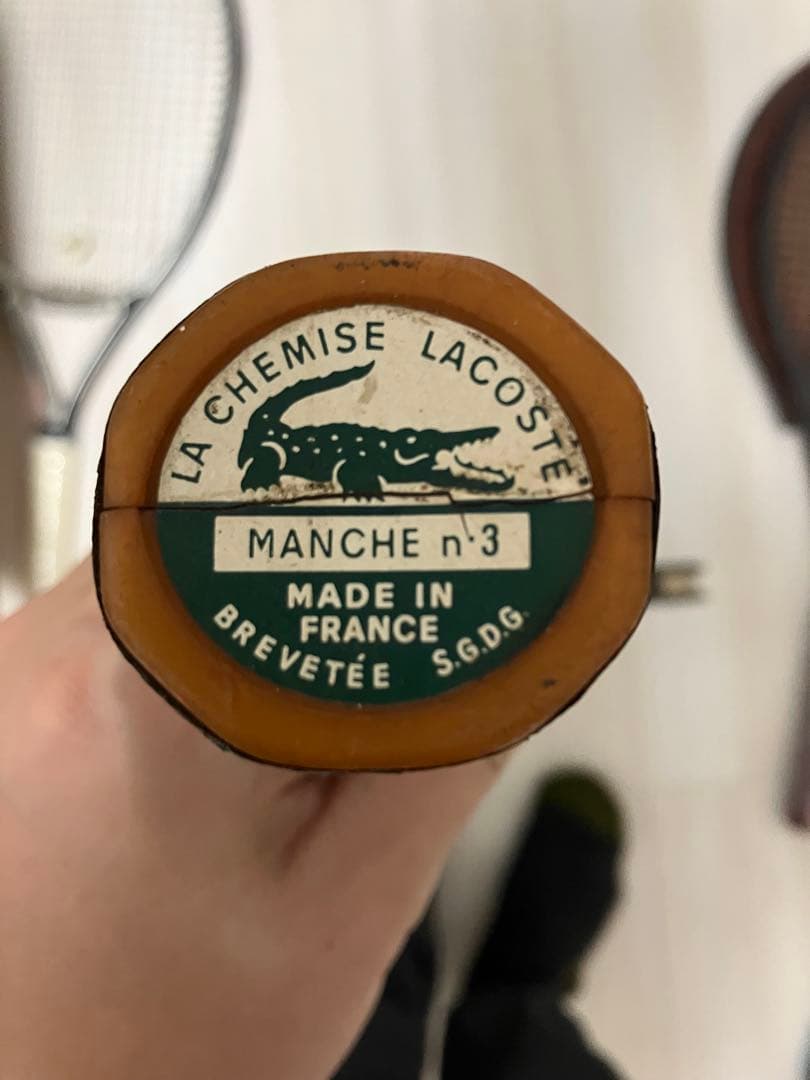 LA CHEMISE LACOSTE
MANCHE n·3
MADE IN
FRANCE
BREVETÉE S.G.D.G.